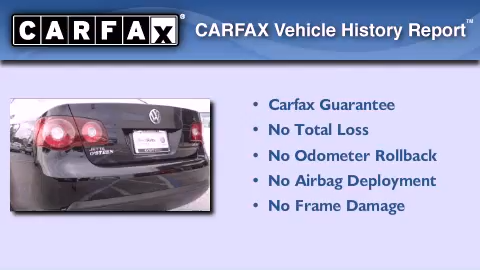 CARFAX®
CARFAX Vehicle History Report™
• Carfax Guarantee
• No Total Loss
• No Odometer Rollback
• No Airbag Deployment
• No Frame Damage
JETTA